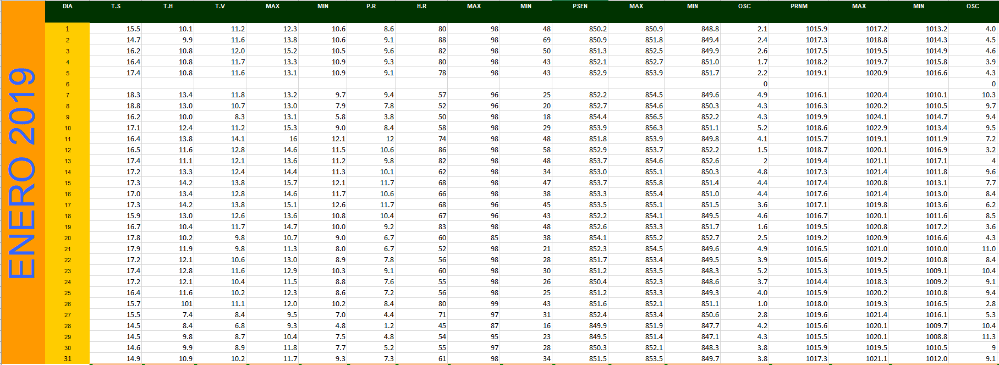 ENERO 2019
DIA T.S T.H T.V MAX MIN P.R H.R MAX MIN PSEN MAX MIN OSC PRNM MAX MIN OSC
1 15.5 10.1 11.2 12.3 10.6 8.6 80 98 48 850.2 850.9 848.8 2.1 1015.9 1017.2 1013.2 4.0
2 14.7 9.9 11.6 13.8 10.6 9.1 88 98 69 850.9 851.8 849.4 2.4 1017.3 1018.8 1014.3 4.5
3 16.2 10.8 12.0 15.2 10.5 9.6 82 98 50 851.3 852.5 849.9 2.6 1017.5 1019.5 1014.9 4.6
4 16.4 10.8 11.7 13.3 10.9 9.3 80 98 43 852.1 852.7 851.0 1.7 1018.2 1019.7 1015.8 3.9
5 17.4 10.8 11.6 13.1 10.9 9.1 78 98 43 852.9 853.9 851.7 2.2 1019.1 1020.9 1016.6 4.3
6 0 0
7 18.3 13.4 11.8 13.2 9.7 9.4 57 96 25 852.2 854.5 849.6 4.9 1016.1 1020.4 1010.1 10.3
8 18.8 13.0 10.7 13.0 7.9 7.8 52 96 20 852.7 854.6 850.3 4.3 1016.3 1020.2 1010.5 9.7
9 16.2 10.0 8.3 13.1 5.8 3.8 50 98 18 854.4 856.5 852.2 4.3 1019.9 1024.1 1014.7 9.4
10 17.1 12.4 11.2 15.3 9.0 8.4 58 98 29 853.9 856.3 851.1 5.2 1018.6 1022.9 1013.4 9.5
11 16.4 13.8 14.1 16 12.1 12 74 98 48 851.8 853.9 849.8 4.1 1015.7 1019.1 1011.9 7.2
12 16.5 11.6 12.8 14.6 11.5 10.6 86 98 58 852.9 853.7 852.2 1.5 1018.7 1020.1 1016.9 3.2
13 17.4 11.1 12.1 13.6 11.2 9.8 82 98 48 853.7 854.6 852.6 2 1019.4 1021.1 1017.1 4
14 17.2 13.3 12.4 14.4 11.3 10.1 62 98 34 853.0 855.1 850.3 4.8 1017.3 1021.4 1011.8 9.6
15 17.3 14.2 13.8 15.7 12.1 11.7 68 98 47 853.7 855.8 851.4 4.4 1017.4 1020.8 1013.1 7.7
16 17.0 13.4 12.8 14.6 11.7 10.6 66 98 38 853.3 855.4 851.0 4.4 1017.6 1021.4 1013.0 8.4
17 17.3 14.2 13.8 15.1 12.6 11.7 68 96 45 853.5 855.1 851.5 3.6 1017.1 1019.8 1013.6 6.2
18 15.9 13.0 12.6 13.6 10.8 10.4 67 96 43 852.2 854.1 849.5 4.6 1016.7 1020.1 1011.6 8.5
19 16.7 10.4 11.7 14.7 10.0 9.2 83 98 48 852.6 853.3 851.7 1.6 1019.5 1020.8 1017.2 3.6
20 17.8 10.2 9.8 10.7 9.0 6.7 60 85 38 854.1 855.2 852.7 2.5 1019.2 1020.9 1016.6 4.3
21 17.9 11.9 9.8 11.3 8.0 6.7 52 98 21 852.3 854.5 849.6 4.9 1016.5 1021.0 1010.0 11.0
22 17.2 12.1 10.6 13.0 8.9 7.8 56 98 28 851.7 853.4 849.5 3.9 1015.6 1019.2 1010.8 8.4
23 17.4 12.8 11.6 12.9 10.3 9.1 60 98 30 851.2 853.5 848.3 5.2 1015.3 1019.5 1009.1 10.4
24 17.2 12.1 10.4 11.5 8.8 7.6 55 98 26 850.4 852.3 848.6 3.7 1014.4 1018.3 1009.2 9.1
25 16.4 11.6 10.2 12.3 8.6 7.2 56 98 25 851.2 853.3 849.3 4.0 1015.9 1020.2 1010.8 9.4
26 15.7 101 11.1 12.0 10.2 8.4 80 99 43 851.6 852.1 851.1 1.0 1018.0 1019.3 1016.5 2.8
27 15.5 7.4 8.4 9.5 7.0 4.4 71 97 31 852.4 853.4 850.6 2.8 1019.6 1021.4 1016.1 5.3
28 14.5 8.4 6.8 9.3 4.8 1.2 45 87 16 849.9 851.9 847.7 4.2 1015.6 1020.1 1009.7 10.4
29 14.5 9.8 8.7 10.4 7.5 4.8 54 95 23 849.5 851.4 847.1 4.3 1015.5 1020.1 1008.8 11.3
30 14.6 9.9 8.9 11.8 7.7 5.2 55 97 28 850.3 852.1 848.3 3.8 1015.9 1019.5 1010.5 9
31 14.9 10.9 10.2 11.7 9.3 7.3 61 98 34 851.5 853.5 849.7 3.8 1017.3 1021.1 1012.0 9.1